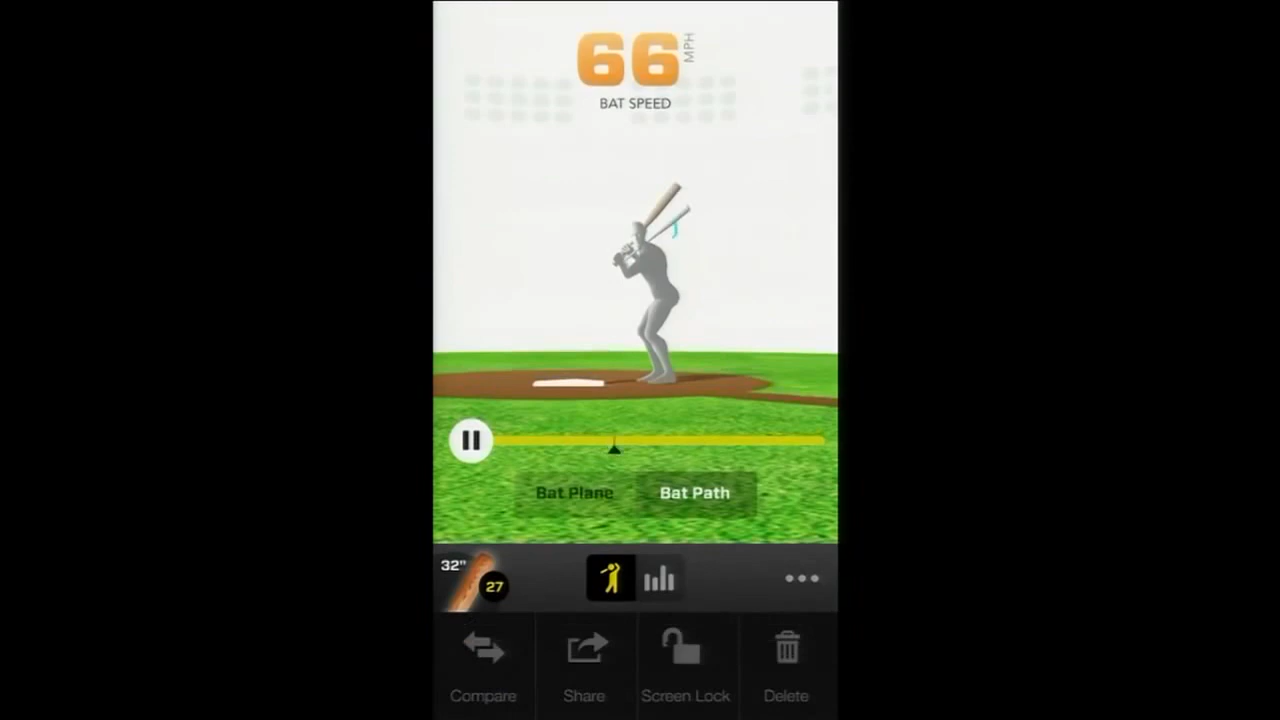 66 MPH
BAT SPEED
Bat Plane
Bat Path
32"
27
Compare
Share
Screen Lock
Delete